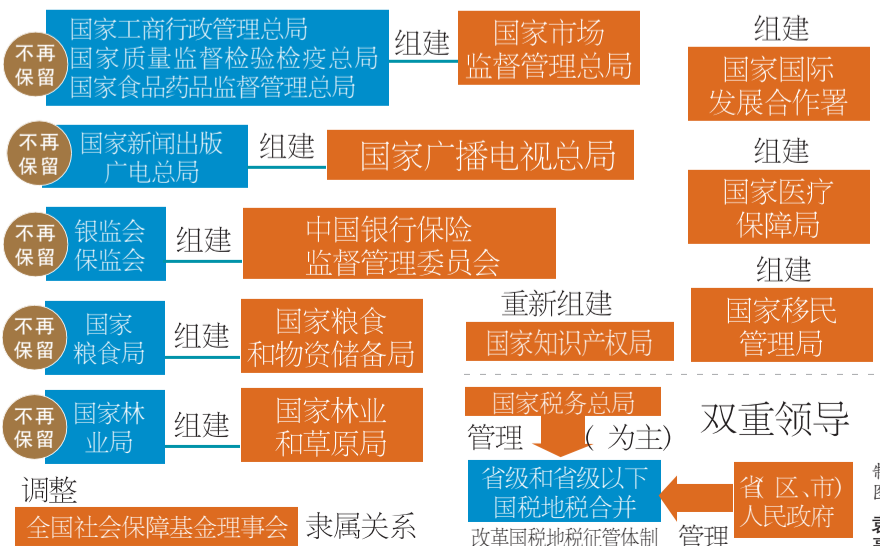 不再
保留
国家工商行政管理总局
国家质量监督检验检疫总局
国家食品药品监督管理总局
组建
国家市场
监督管理总局
不再
保留
国家新闻出版
广电总局
组建
国家广播电视总局
不再
保留
银监会
保监会
组建
中国银行保险
监督管理委员会
不再
保留
国家
粮食局
组建
国家粮食
和物资储备局
不再
保留
国家林
业局
组建
国家林业
和草原局
调整
全国社会保障基金理事会
隶属关系
组建
国家国际
发展合作署
组建
国家医疗
保障局
组建
国家移民
管理局
重新组建
国家知识产权局
国家税务总局
管理
(为主)
双重领导
省级和省级以下
国税地税合并
省(区、市)
人民政府
改革国税地税征管体制
管理